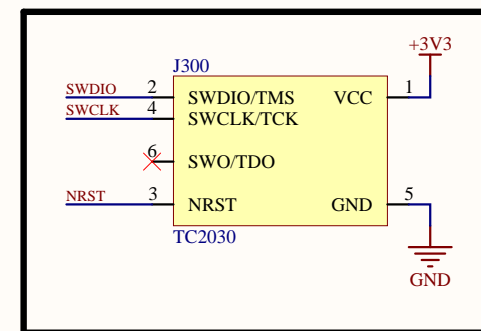 +3V3
J300
SWDIO 2 SWDIO/TMS VCC 1
SWCLK 4 SWCLK/TCK
6 SWO/TDO
NRST 3 NRST GND 5
TC2030
GND